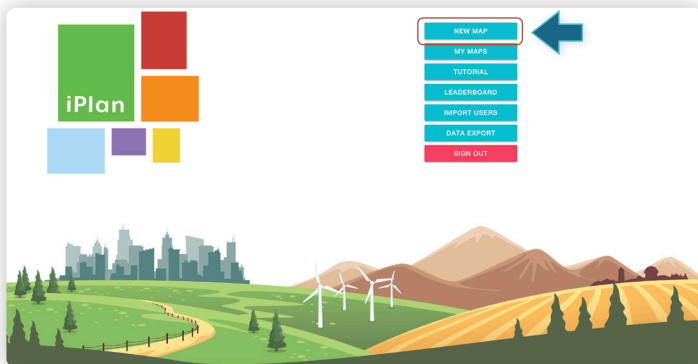 iPlan
NEW MAP
MY MAPS
TUTORIAL
LEADERBOARD
IMPORT USERS
DATA EXPORT
SIGN OUT